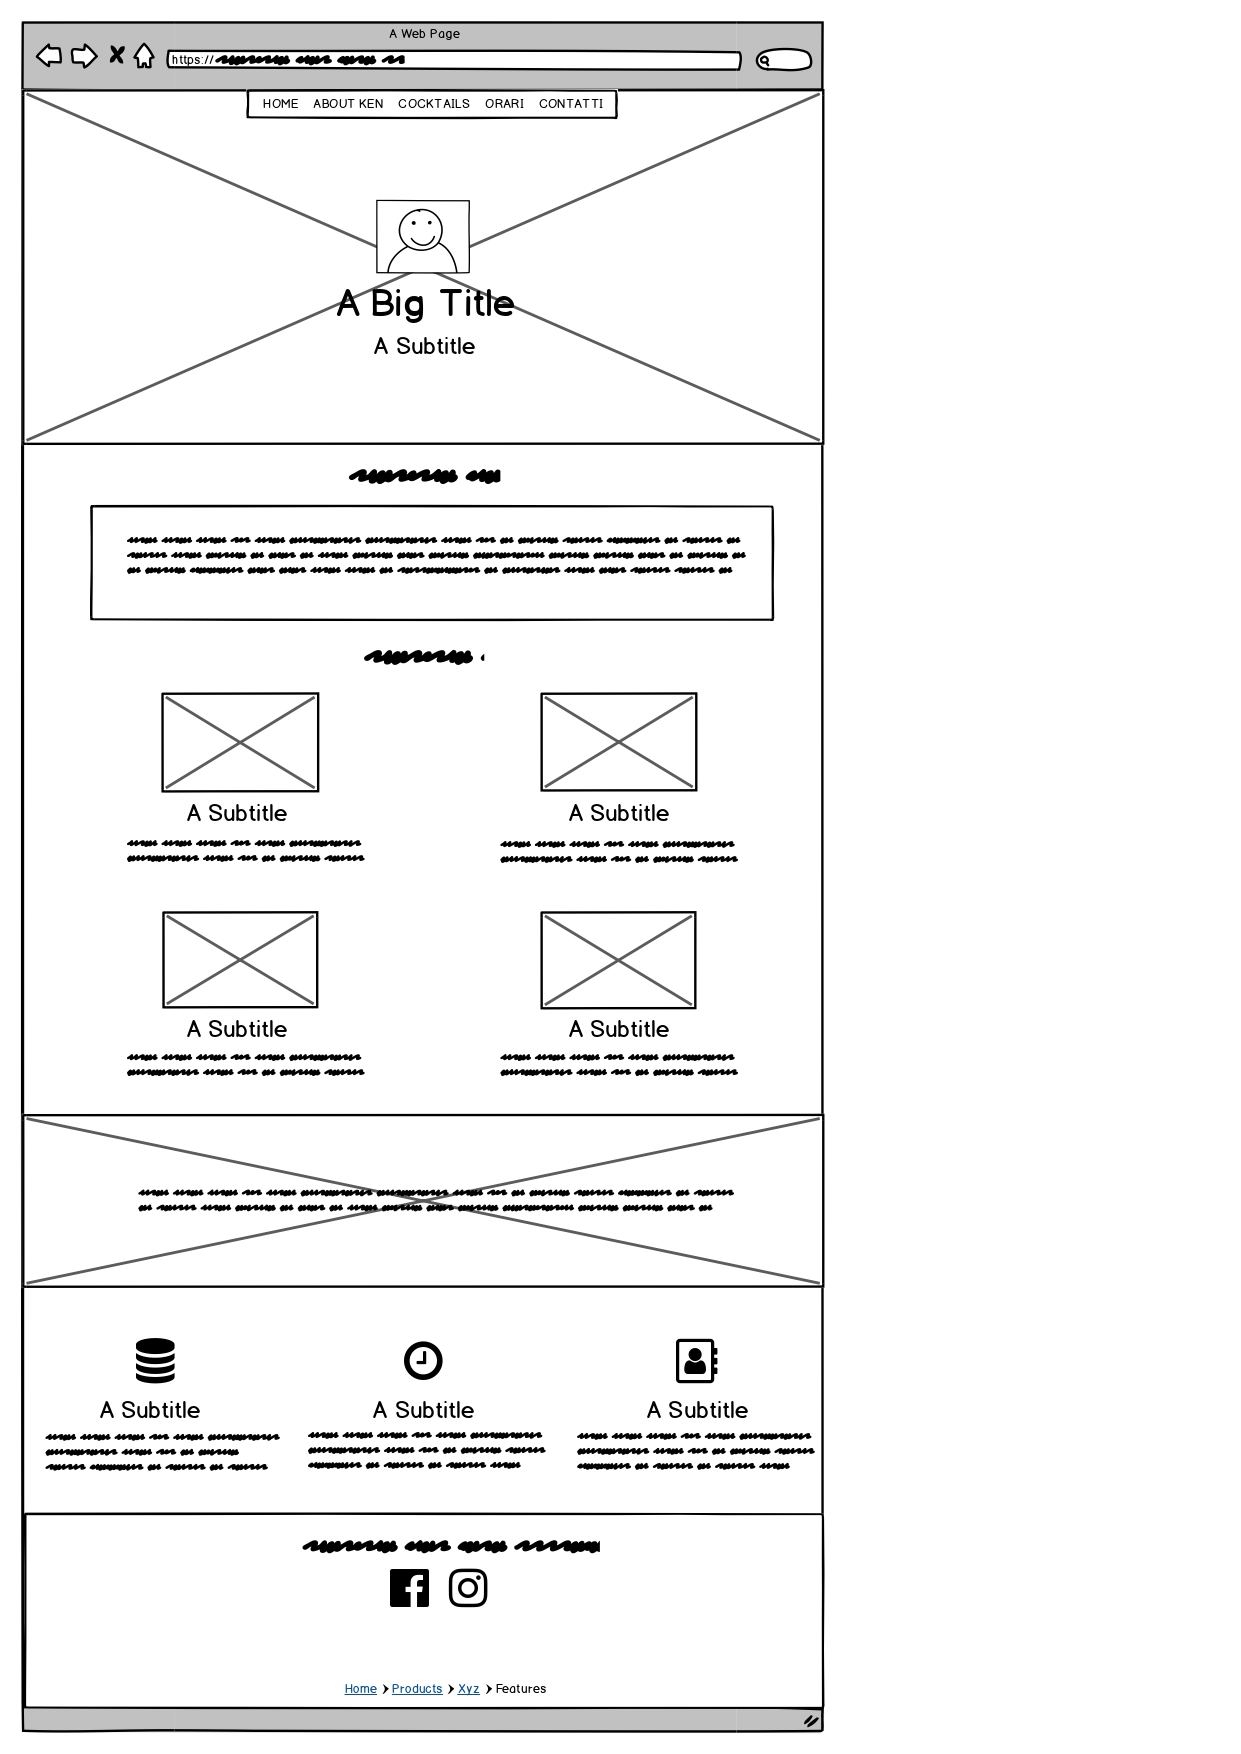 A Web Page
https://
HOME ABOUT KEN COCKTAILS ORARI CONTATTI
A Big Title
A Subtitle
A Subtitle A Subtitle
A Subtitle A Subtitle
A Subtitle A Subtitle A Subtitle
Home Products Xyz Features